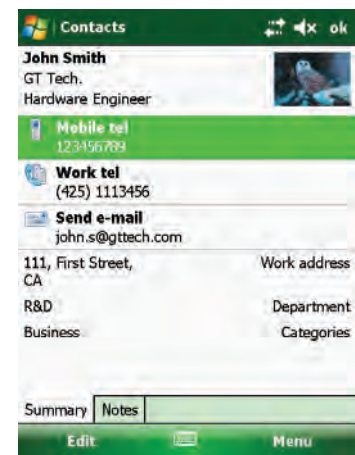 Contacts ok
John Smith
GT Tech.
Hardware Engineer
Mobile tel
123456789
Work tel
(425) 1113456
Send e-mail
john.s@gttech.com
111, First Street, Work address
CA
R&D Department
Business Categories
Summary Notes
Edit Menu